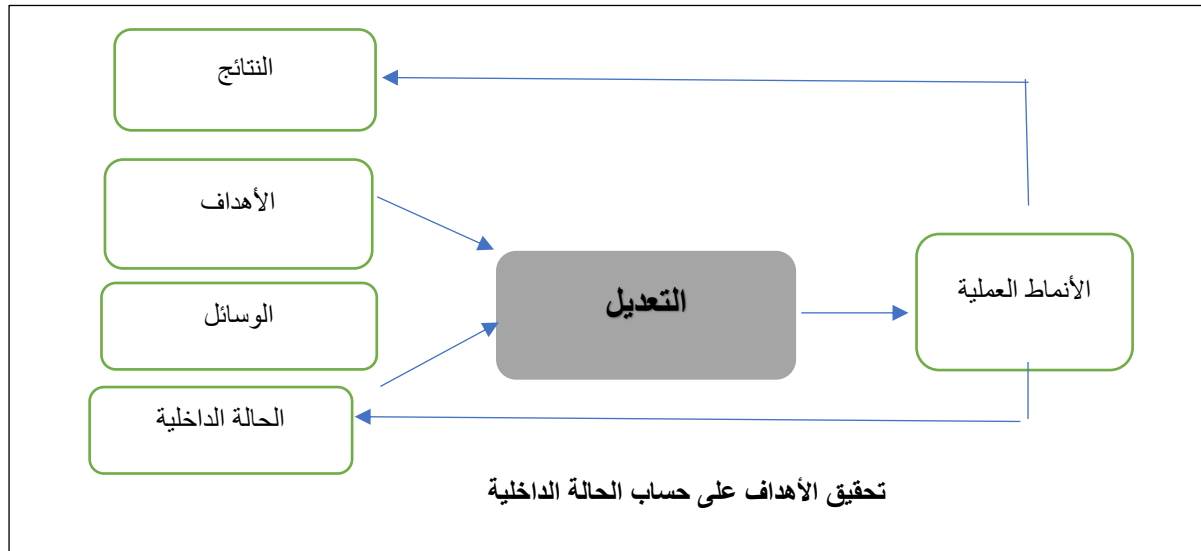 النتائج
الأهداف
التعديل
الأنماط العملية
الوسائل
الحالة الداخلية
تحقيق الأهداف على حساب الحالة الداخلية